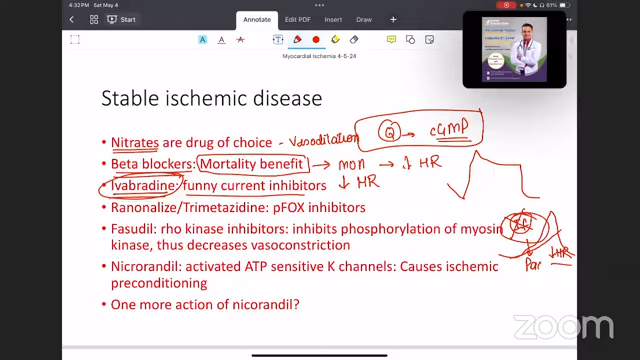 4:32 PM Sat May 4
61%
Start
Annotate
Edit PDF
Insert
Draw
Myocardial Ischemia 4-5-24
Stable ischemic disease
• Nitrates are drug of choice - Vasodilation Q → cGMP
• Beta blockers: Mortality benefit → → ↓ HR
• Ivabradine: funny current inhibitors ↓ HR
• Ranonalize/Trimetazidine: pFOX inhibitors
• Fasudil: rho kinase inhibitors: inhibits phosphorylation of myosin
kinase, thus decreases vasoconstriction
↓HR
• Nicrorandil: activated ATP sensitive K channels: Causes ischemic
preconditioning
• One more action of nicorandil?
zoom